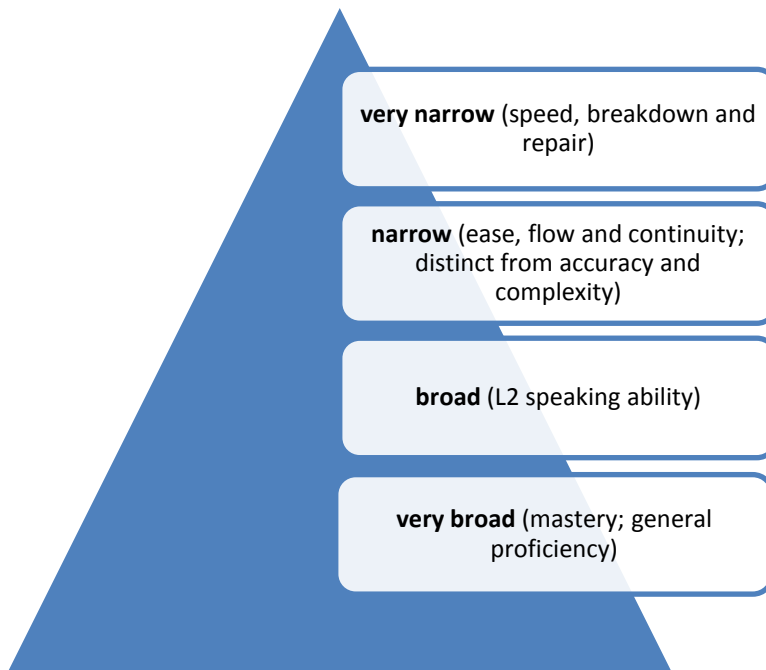 very narrow (speed, breakdown and
repair)
narrow (ease, flow and continuity;
distinct from accuracy and
complexity)
broad (L2 speaking ability)
very broad (mastery; general
proficiency)